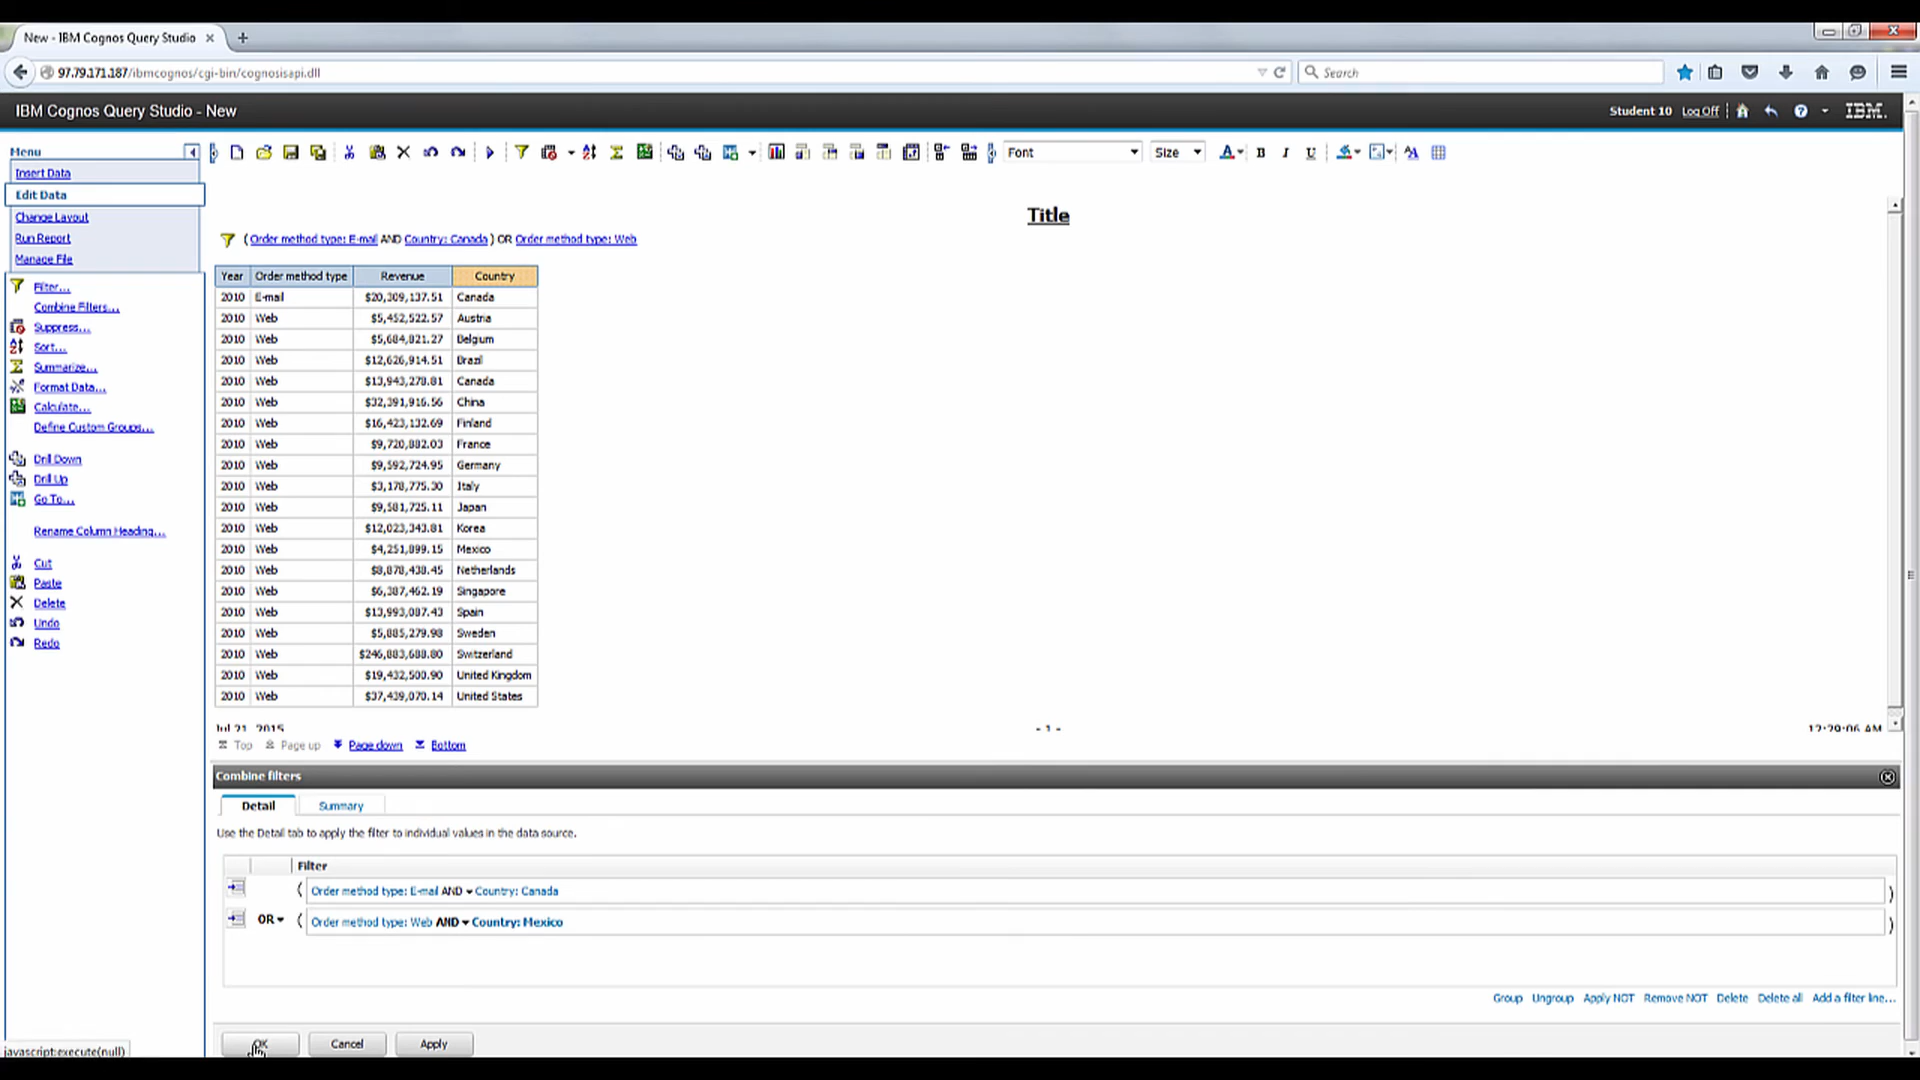 New - IBM Cognos Query Studio
97.79.171.187/ibmcognos/cgi-bin/cognosisapi.dll
Search
IBM Cognos Query Studio - New
Student 10 Log Off IBM.
Menu
Insert Data
Edit Data
Change Layout
Run Report
Manage File
Filter...
Combine Filters...
Suppress...
Sort...
Summarize...
Format Data...
Calculate...
Define Custom Groups...
Drill Down
Drill Up
Go To...
Rename Column Heading...
Cut
Paste
Delete
Undo
Redo
Font Size A B I U
Title
( Order method type: E-mail AND Country: Canada ) OR Order method type: Web
Year Order method type Revenue Country
2010 E-mail $20,309,137.51 Canada
2010 Web $5,452,522.57 Austria
2010 Web $5,684,821.27 Belgium
2010 Web $12,626,914.51 Brazil
2010 Web $13,943,278.81 Canada
2010 Web $32,391,916.56 China
2010 Web $16,423,132.69 Finland
2010 Web $9,720,882.03 France
2010 Web $9,592,724.95 Germany
2010 Web $3,178,775.30 Italy
2010 Web $9,581,725.11 Japan
2010 Web $12,023,343.81 Korea
2010 Web $4,251,899.15 Mexico
2010 Web $8,878,438.45 Netherlands
2010 Web $6,387,462.19 Singapore
2010 Web $13,993,087.43 Spain
2010 Web $5,885,279.98 Sweden
2010 Web $246,883,688.80 Switzerland
2010 Web $19,432,500.90 United Kingdom
2010 Web $37,439,070.14 United States
Jul 21, 2015 - 1 - 12:29:06 AM
Top Page up Page down Bottom
Combine filters
Detail Summary
Use the Detail tab to apply the filter to individual values in the data source.
Filter
( Order method type: E-mail AND Country: Canada )
OR ( Order method type: Web AND Country: Mexico )
Group Ungroup Apply NOT Remove NOT Delete Delete all Add a filter line...
OK Cancel Apply
javascript:execute(null)